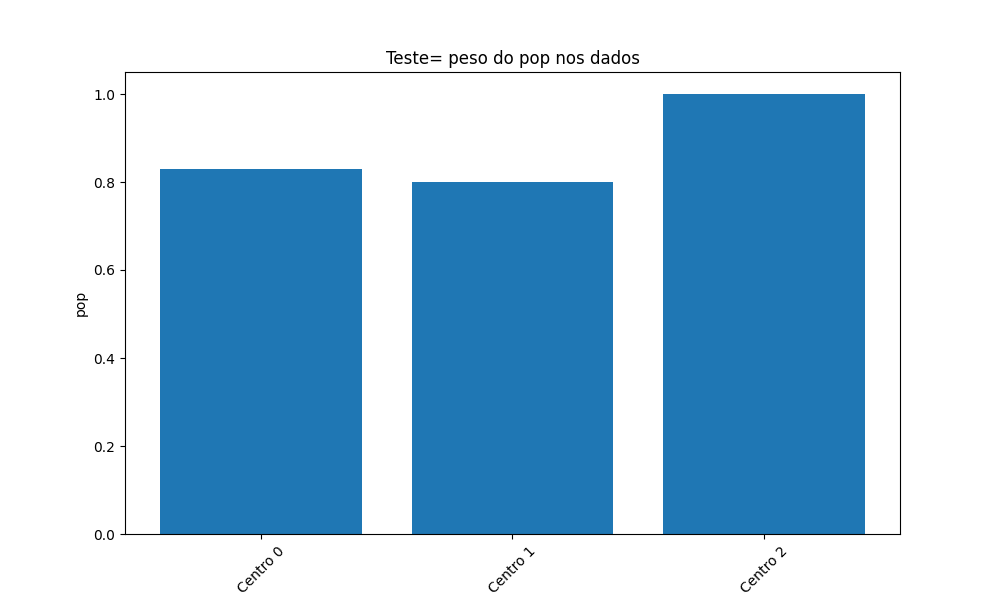 Teste= peso do pop nos dados
1.0
0.8
0.6
0.4
0.2
0.0
pop
Centro 0
Centro 1
Centro 2